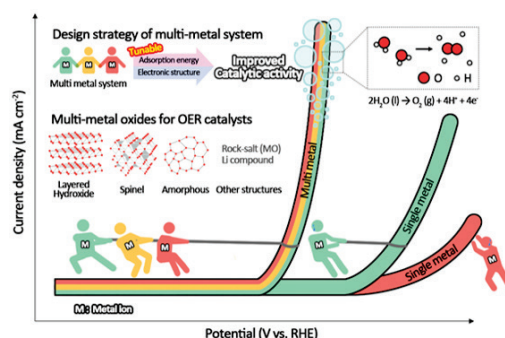 Design strategy of multi-metal system
Tunable
Adsorption energy
Electronic structure
Improved
Catalytic activity
M M M
Multi metal system
O H
2H₂O (l) → O₂ (g) + 4H⁺ + 4e⁻
Multi-metal oxides for OER catalysts
Rock-salt (MO)
Li compound
Layered
Hydroxide
Spinel
Amorphous
Other structures
Multi metal
Single metal
Single metal
M M M M M
M : Metal Ion
Current density (mA cm⁻²)
Potential (V vs. RHE)